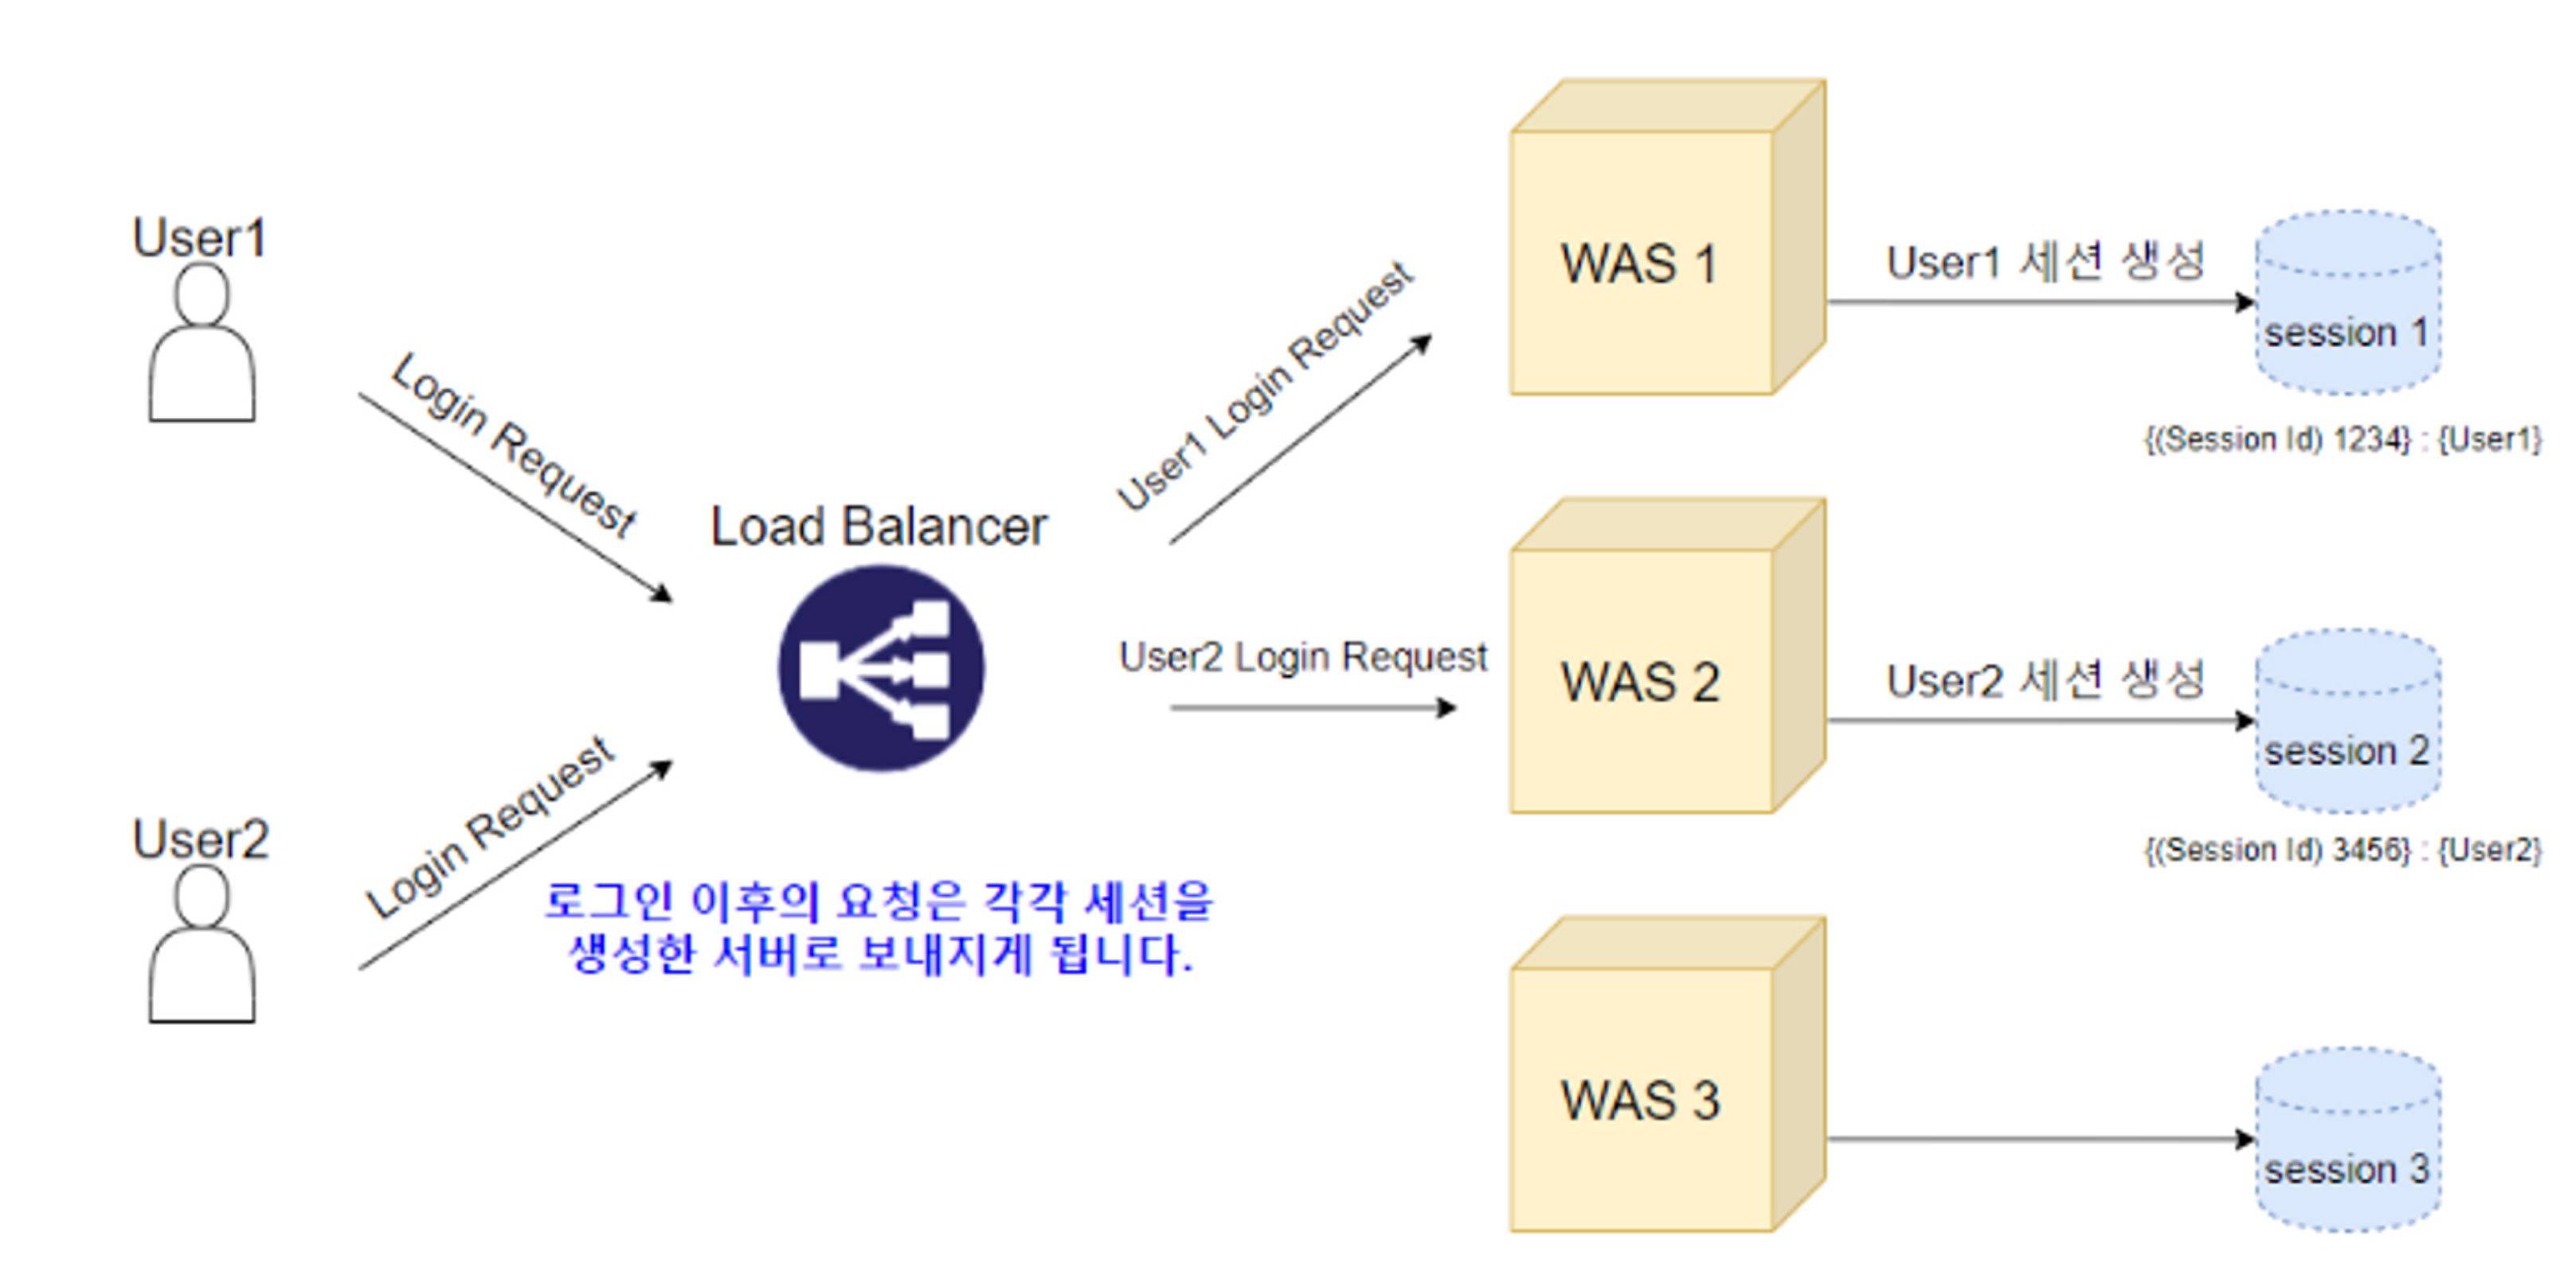 User1
Login Request
User2
Login Request
Load Balancer
로그인 이후의 요청은 각각 세션을
생성한 서버로 보내지게 됩니다.
User1 Login Request
User2 Login Request
WAS 1
User1 세션 생성
session 1
{(Session Id) 1234} : {User1}
WAS 2
User2 세션 생성
session 2
{(Session Id) 3456} : {User2}
WAS 3
session 3